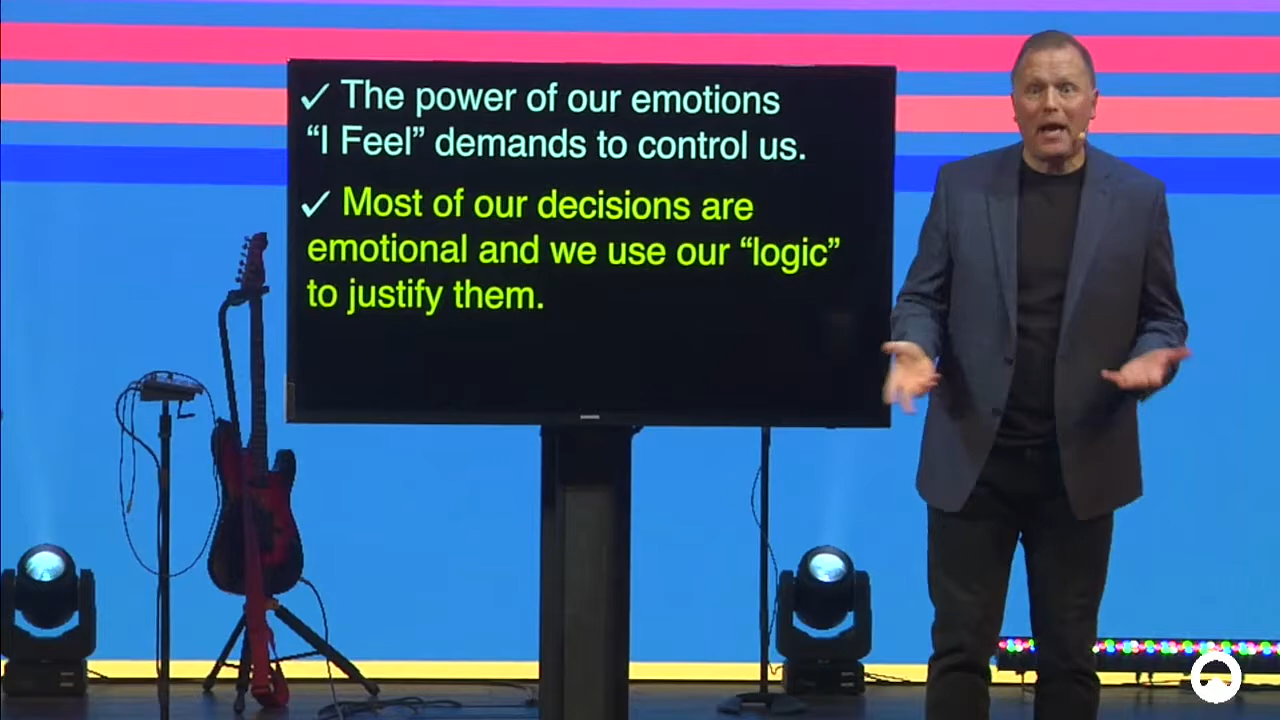 ✓ The power of our emotions
“I Feel” demands to control us.
✓ Most of our decisions are
emotional and we use our “logic”
to justify them.